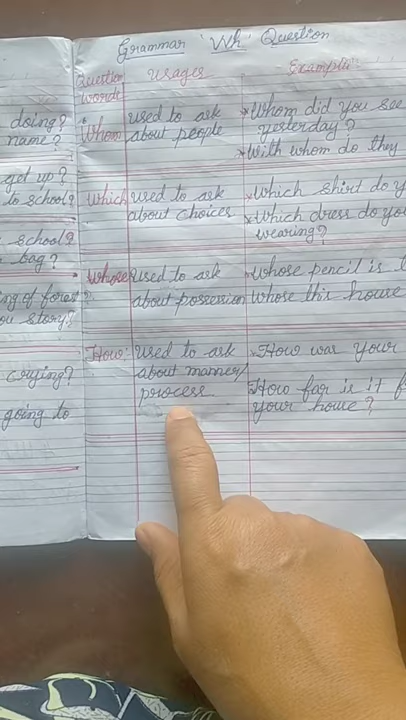 Grammar 'Wh' Question
Question words
usages
Example
doing?
name?
Whom
used to ask
about people
Whom did you see
yesterday?
With whom do they
get up?
to school?
Which
used to ask
about choices
Which shirt do y
Which dress do you
wearing?
school?
bag?
Whose
used to ask
about possession
whose pencil is
Whose this house
ing of forest?
ou story?
How
used to ask
about manner/
process
How was your
How far is it f
your house?
crying?
going to